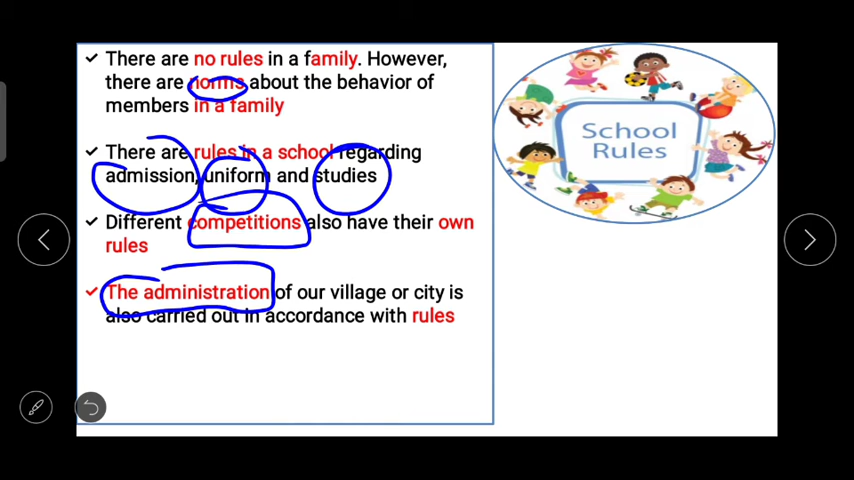 There are no rules in a family. However,
there are norms about the behavior of
members in a family
There are rules in a school regarding
admission, uniform and studies
Different competitions also have their own
rules
The administration of our village or city is
also carried out in accordance with rules
School
Rules